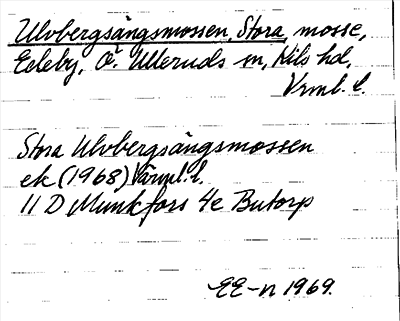 Ulvbergsängsmossen, Stora, mosse,
Edeby, Ö. Ulleruds sn, Kils hd,
Vrml. l.
Stora Ulvbergsängsmossen
ek (1968) Värml. l.
11 D Munkfors 4e Butorp
EE-n 1969.